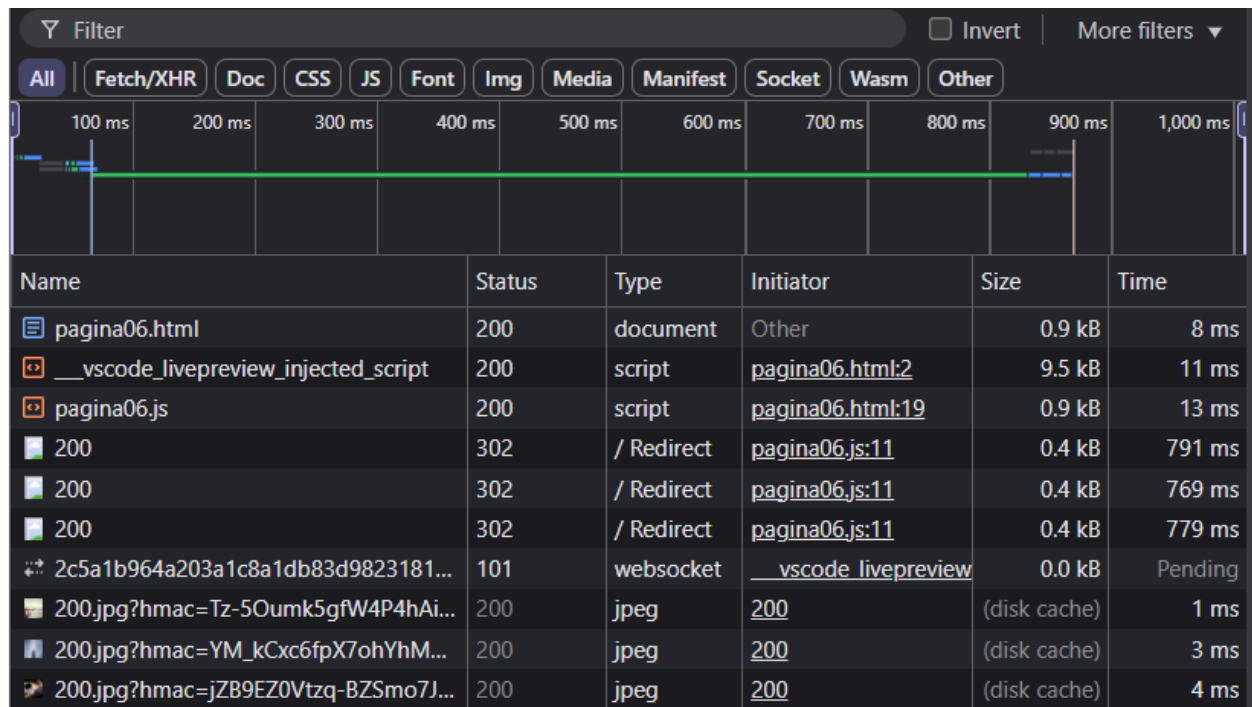 Filter Invert More filters
All Fetch/XHR Doc CSS JS Font Img Media Manifest Socket Wasm Other
100 ms 200 ms 300 ms 400 ms 500 ms 600 ms 700 ms 800 ms 900 ms 1,000 ms
Name Status Type Initiator Size Time
pagina06.html 200 document Other 0.9 kB 8 ms
__vscode_livepreview_injected_script 200 script pagina06.html:2 9.5 kB 11 ms
pagina06.js 200 script pagina06.html:19 0.9 kB 13 ms
200 302 / Redirect pagina06.js:11 0.4 kB 791 ms
200 302 / Redirect pagina06.js:11 0.4 kB 769 ms
200 302 / Redirect pagina06.js:11 0.4 kB 779 ms
2c5a1b964a203a1c8a1db83d9823181... 101 websocket __vscode_livepreview 0.0 kB Pending
200.jpg?hmac=Tz-5Oumk5gfW4P4hAi... 200 jpeg 200 (disk cache) 1 ms
200.jpg?hmac=YM_kCxc6fpX7ohYhM... 200 jpeg 200 (disk cache) 3 ms
200.jpg?hmac=jZB9EZ0Vtzq-BZSmo7J... 200 jpeg 200 (disk cache) 4 ms